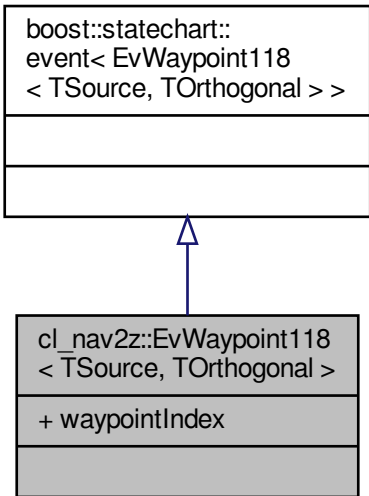 boost::statechart::
event< EvWaypoint118
< TSource, TOrthogonal > >
cl_nav2z::EvWaypoint118
< TSource, TOrthogonal >
+ waypointIndex